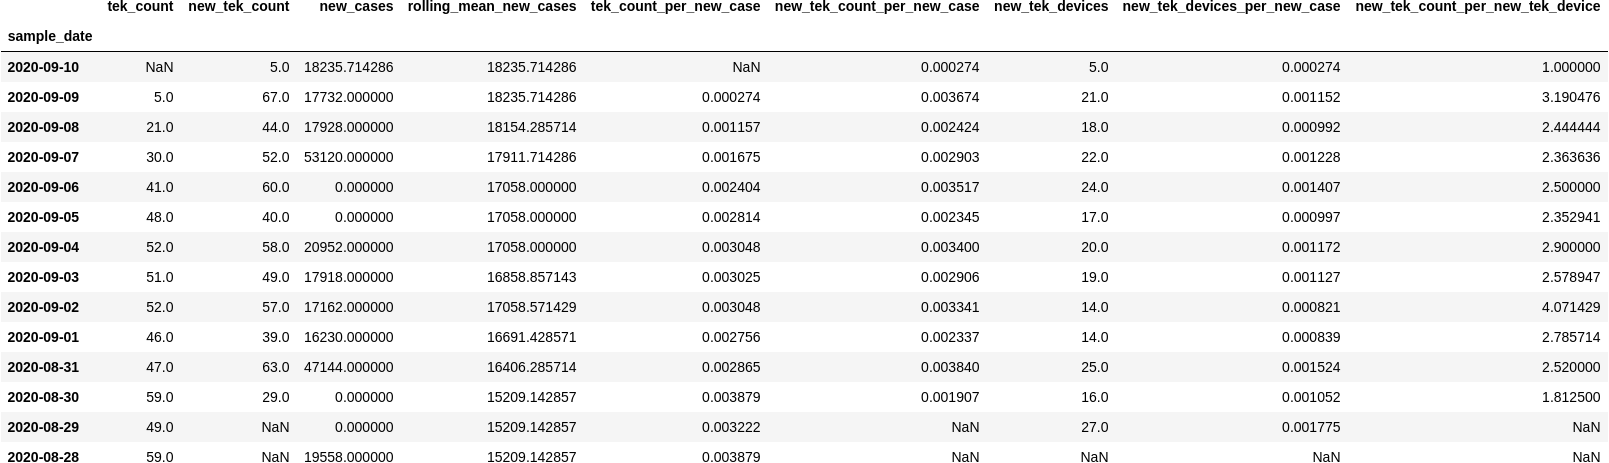 tek_count new_tek_count new_cases rolling_mean_new_cases tek_count_per_new_case new_tek_count_per_new_case new_tek_devices new_tek_devices_per_new_case new_tek_count_per_new_tek_device
sample_date
2020-09-10 NaN 5.0 18235.714286 18235.714286 NaN 0.000274 5.0 0.000274 1.000000
2020-09-09 5.0 67.0 17732.000000 18235.714286 0.000274 0.003674 21.0 0.001152 3.190476
2020-09-08 21.0 44.0 17928.000000 18154.285714 0.001157 0.002424 18.0 0.000992 2.444444
2020-09-07 30.0 52.0 53120.000000 17911.714286 0.001675 0.002903 22.0 0.001228 2.363636
2020-09-06 41.0 60.0 0.000000 17058.000000 0.002404 0.003517 24.0 0.001407 2.500000
2020-09-05 48.0 40.0 0.000000 17058.000000 0.002814 0.002345 17.0 0.000997 2.352941
2020-09-04 52.0 58.0 20952.000000 17058.000000 0.003048 0.003400 20.0 0.001172 2.900000
2020-09-03 51.0 49.0 17918.000000 16858.857143 0.003025 0.002906 19.0 0.001127 2.578947
2020-09-02 52.0 57.0 17162.000000 17058.571429 0.003048 0.003341 14.0 0.000821 4.071429
2020-09-01 46.0 39.0 16230.000000 16691.428571 0.002756 0.002337 14.0 0.000839 2.785714
2020-08-31 47.0 63.0 47144.000000 16406.285714 0.002865 0.003840 25.0 0.001524 2.520000
2020-08-30 59.0 29.0 0.000000 15209.142857 0.003879 0.001907 16.0 0.001052 1.812500
2020-08-29 49.0 NaN 0.000000 15209.142857 0.003222 NaN 27.0 0.001775 NaN
2020-08-28 59.0 NaN 19558.000000 15209.142857 0.003879 NaN NaN NaN NaN